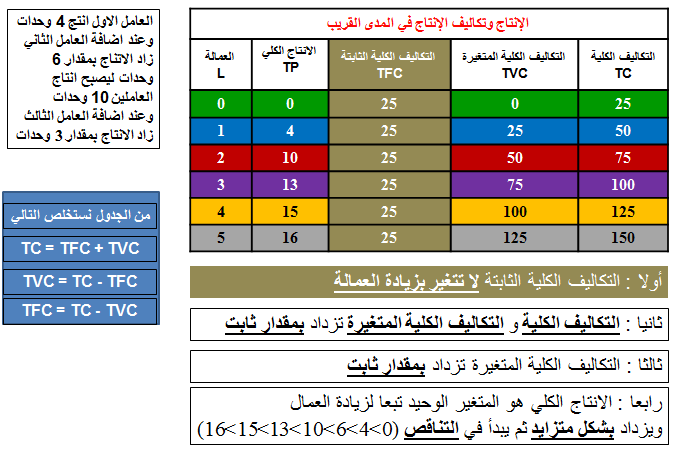 العامل الاول انتج 4 وحدات
وعند اضافة العامل الثاني
زاد الانتاج بمقدار 6
وحدات ليصبح انتاج
العاملين 10 وحدات
وعند اضافة العامل الثالث
زاد الانتاج بمقدار 3 وحدات
الإنتاج وتكاليف الإنتاج في المدى القريب
العمالة L | الانتاج الكلي TP | التكاليف الكلية الثابتة TFC | التكاليف الكلية المتغيرة TVC | التكاليف الكلية TC
0 | 0 | 25 | 0 | 25
1 | 4 | 25 | 25 | 50
2 | 10 | 25 | 50 | 75
3 | 13 | 25 | 75 | 100
4 | 15 | 25 | 100 | 125
5 | 16 | 25 | 125 | 150
من الجدول نستخلص التالي
TC = TFC + TVC
TVC = TC - TFC
TFC = TC - TVC
أولا : التكاليف الكلية الثابتة لا تتغير بزيادة العمالة
ثانيا : التكاليف الكلية و التكاليف الكلية المتغيرة تزداد بمقدار ثابت
ثالثا : التكاليف الكلية المتغيرة تزداد بمقدار ثابت
رابعا : الانتاج الكلي هو المتغير الوحيد تبعا لزيادة العمال
ويزداد بشكل متزايد ثم يبدأ في التناقص (0<4<6<10<13<15<16)